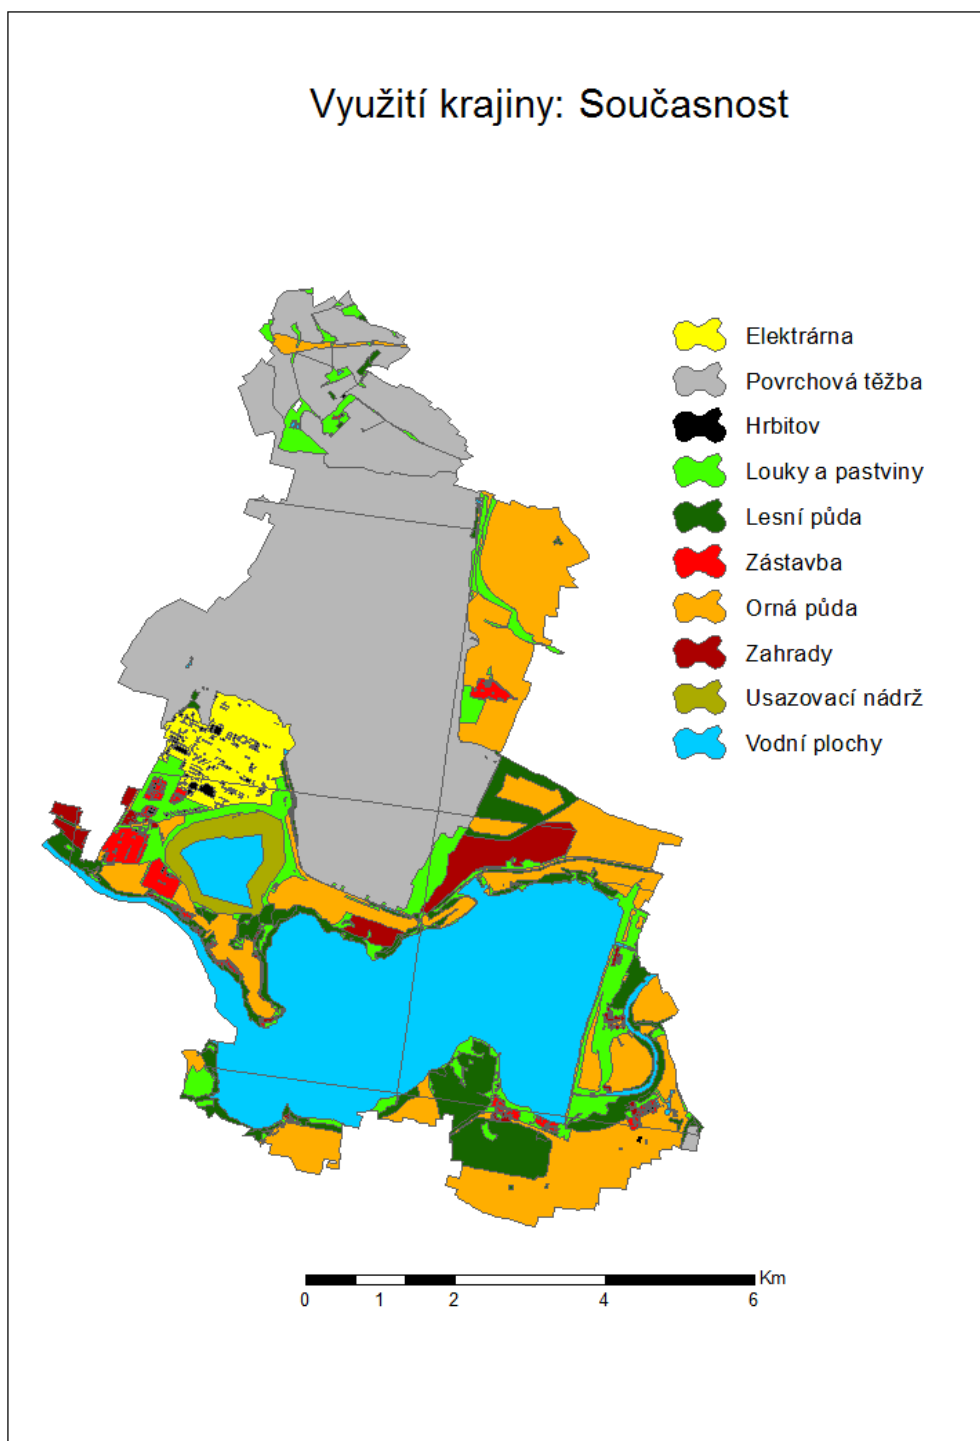 Využití krajiny: Současnost
Elektrárna
Povrchová těžba
Hrbitov
Louky a pastviny
Lesní půda
Zástavba
Orná půda
Zahrady
Usazovací nádrž
Vodní plochy
Km
0 1 2 4 6